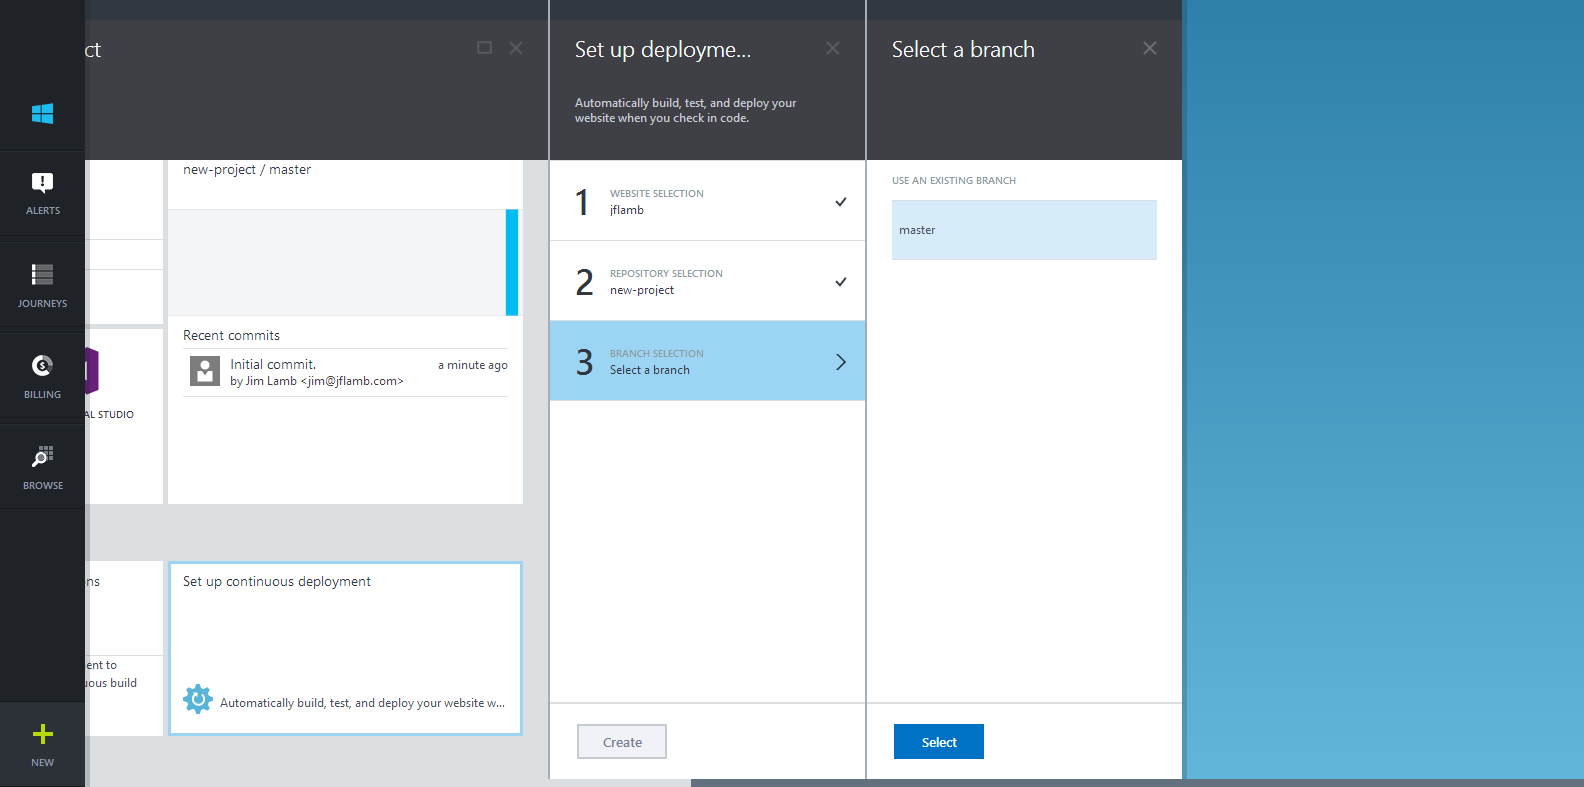 ALERTS
JOURNEYS
BILLING
BROWSE
NEW
ct
AL STUDIO
ns
ent to
uous build
new-project / master
Recent commits
Initial commit.
a minute ago
by Jim Lamb <jim@jflamb.com>
Set up continuous deployment
Automatically build, test, and deploy your website w...
Set up deployme...
Automatically build, test, and deploy your
website when you check in code.
1
WEBSITE SELECTION
jflamb
2
REPOSITORY SELECTION
new-project
3
BRANCH SELECTION
Select a branch
Create
Select a branch
USE AN EXISTING BRANCH
master
Select